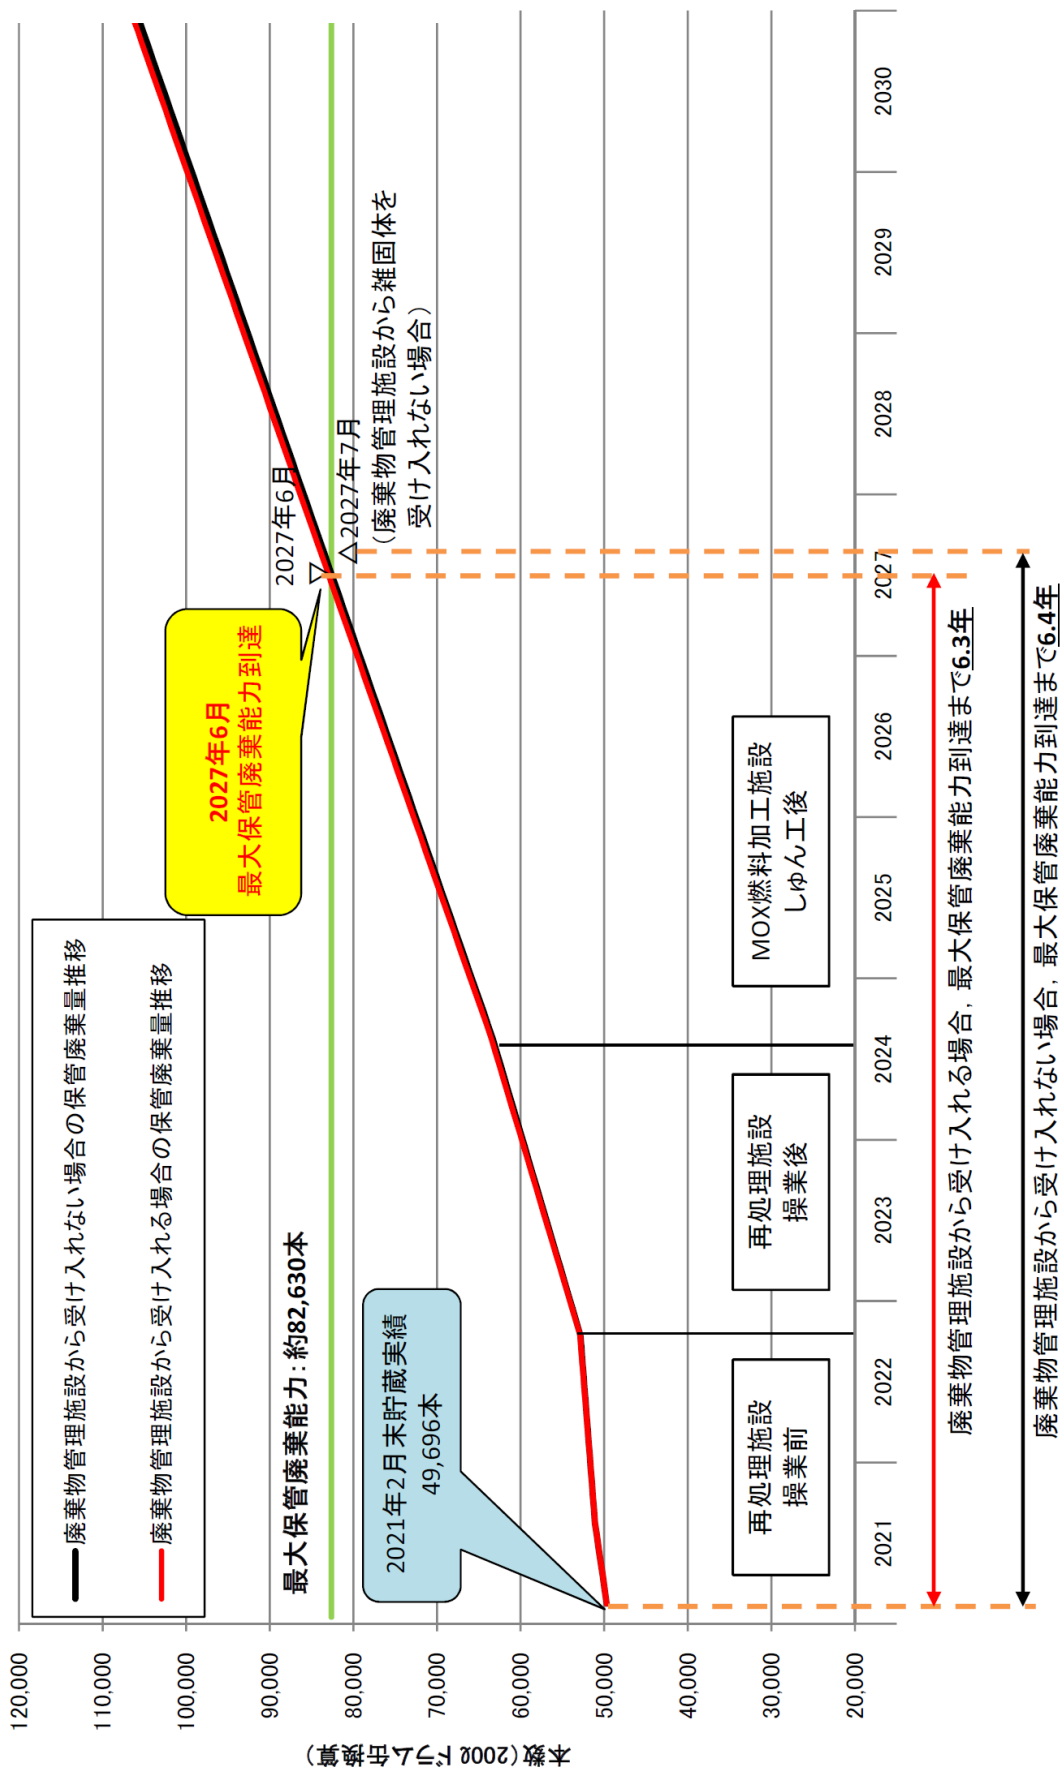 廃棄物管理施設から受け入れない場合の保管廃棄量推移
廃棄物管理施設から受け入れる場合の保管廃棄量推移
本数(200ℓドラム缶換算)
120,000
110,000
100,000
90,000
80,000
70,000
60,000
50,000
40,000
30,000
20,000
2027年6月
最大保管廃棄能力到達
最大保管廃棄能力:約82,630本
2027年6月
△2027年7月
(廃棄物管理施設から雑固体を
受け入れない場合)
2021年2月末貯蔵実績
49,696本
再処理施設
操業前
再処理施設
操業後
MOX燃料加工施設
しゅん工後
2021
2022
2023
2024
2025
2026
2027
2028
2029
2030
廃棄物管理施設から受け入れる場合, 最大保管廃棄能力到達まで6.3年
廃棄物管理施設から受け入れない場合, 最大保管廃棄能力到達まで6.4年